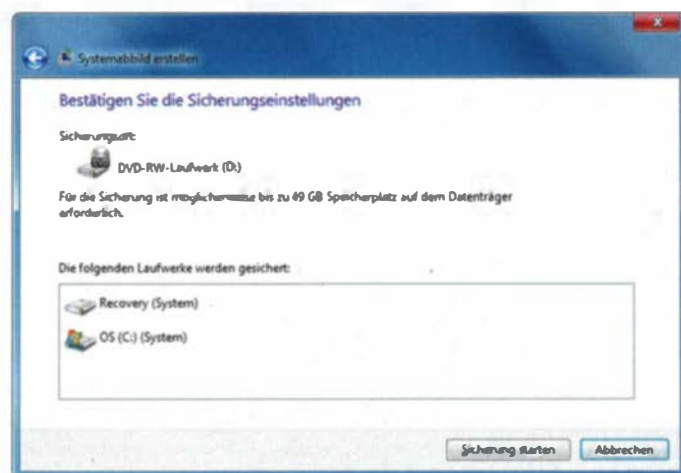 Systemabbild erstellen
Bestätigen Sie die Sicherungseinstellungen
Sicherungsort:
DVD-RW-Laufwerk (D:)
Für die Sicherung ist möglicherweise bis zu 49 GB Speicherplatz auf dem Datenträger
erforderlich.
Die folgenden Laufwerke werden gesichert:
Recovery (System)
OS (C:) (System)
Sicherung starten Abbrechen